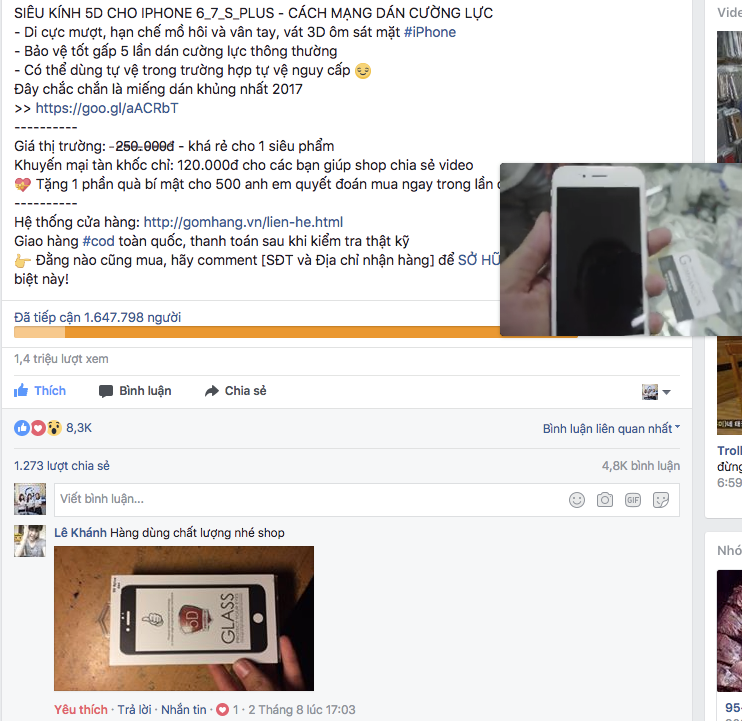 SIÊU KÍNH 5D CHO IPHONE 6_7_S_PLUS - CÁCH MẠNG DÁN CƯỜNG LỰC
- Di cực mượt, hạn chế mồ hôi và vân tay, vát 3D ôm sát mặt #iPhone
- Bảo vệ tốt gấp 5 lần dán cường lực thông thường
- Có thể dùng tự vệ trong trường hợp tự vệ nguy cấp 😌
Đây chắc chắn là miếng dán khủng nhất 2017
>> https://goo.gl/aACRbT
----------
Giá thị trường: -250.000đ - khá rẻ cho 1 siêu phẩm
Khuyến mại tàn khốc chỉ: 120.000đ cho các bạn giúp shop chia sẻ video
💝 Tặng 1 phần quà bí mật cho 500 anh em quyết đoán mua ngay trong lần
----------
Hệ thống cửa hàng: http://gomhang.vn/lien-he.html
Giao hàng #cod toàn quốc, thanh toán sau khi kiểm tra thật kỹ
👉 Đằng nào cũng mua, hãy comment [SĐT và Địa chỉ nhận hàng] để SỞ HỮ
biệt này!
Đã tiếp cận 1.647.798 người
1,4 triệu lượt xem
Thích Bình luận Chia sẻ
8,3K Bình luận liên quan nhất
1.273 lượt chia sẻ 4,8K bình luận
Viết bình luận... GIF
Lê Khánh Hàng dùng chất lượng nhé shop
5D
GLASS
Yêu thích · Trả lời · Nhắn tin · 1 · 2 Tháng 8 lúc 17:03
Vide
Troll
đừng
6:59
Nhó
95